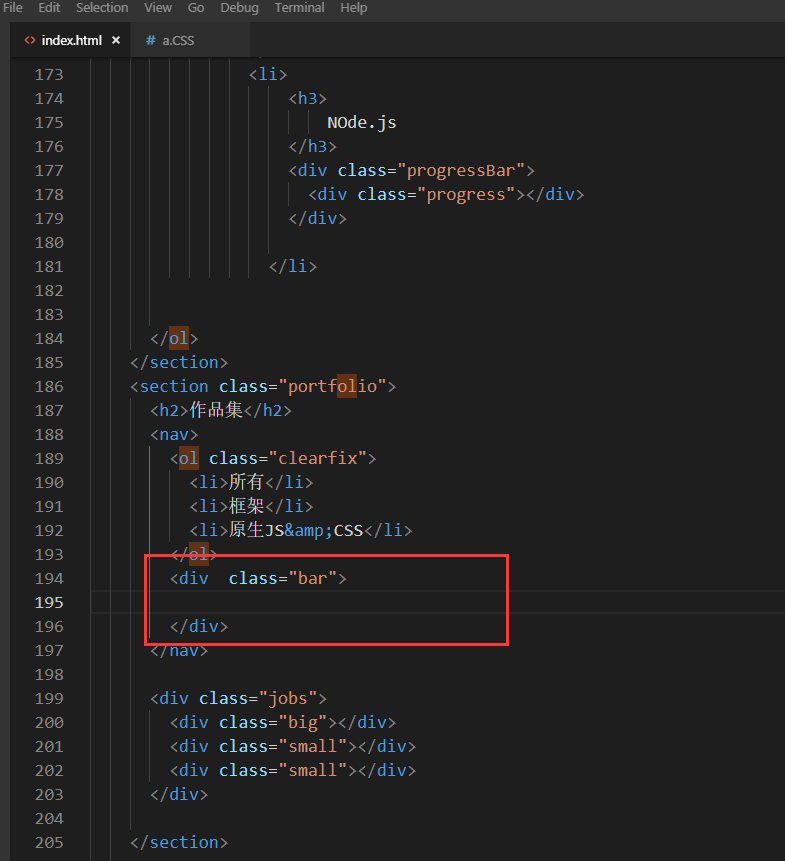 File Edit Selection View Go Debug Terminal Help
<> index.html × # a.CSS
173 <li>
174 <h3>
175 NOde.js
176 </h3>
177 <div class="progressBar">
178 <div class="progress"></div>
179 </div>
180
181 </li>
182
183
184 </ol>
185 </section>
186 <section class="portfolio">
187 <h2>作品集</h2>
188 <nav>
189 <ol class="clearfix">
190 <li>所有</li>
191 <li>框架</li>
192 <li>原生JS&amp;CSS</li>
193 </ol>
194 <div  class="bar">
195
196 </div>
197 </nav>
198
199 <div class="jobs">
200 <div class="big"></div>
201 <div class="small"></div>
202 <div class="small"></div>
203 </div>
204
205 </section>